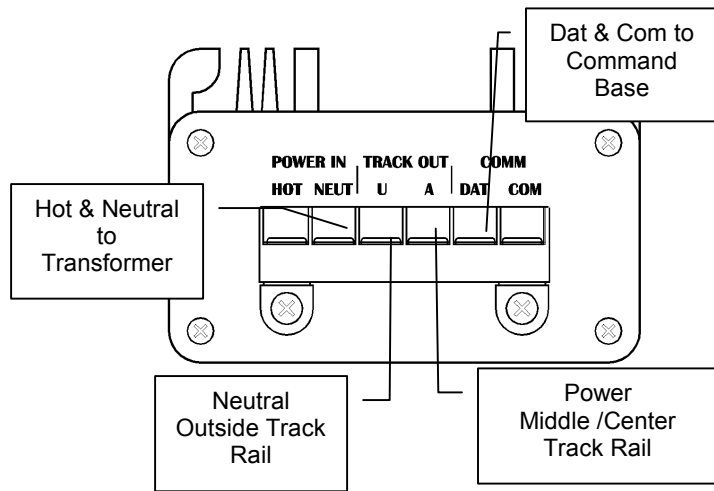 Dat & Com to
Command
Base
POWER IN TRACK OUT COMM
HOT NEUT U A DAT COM
Hot & Neutral
to
Transformer
Neutral
Outside Track
Rail
Power
Middle /Center
Track Rail